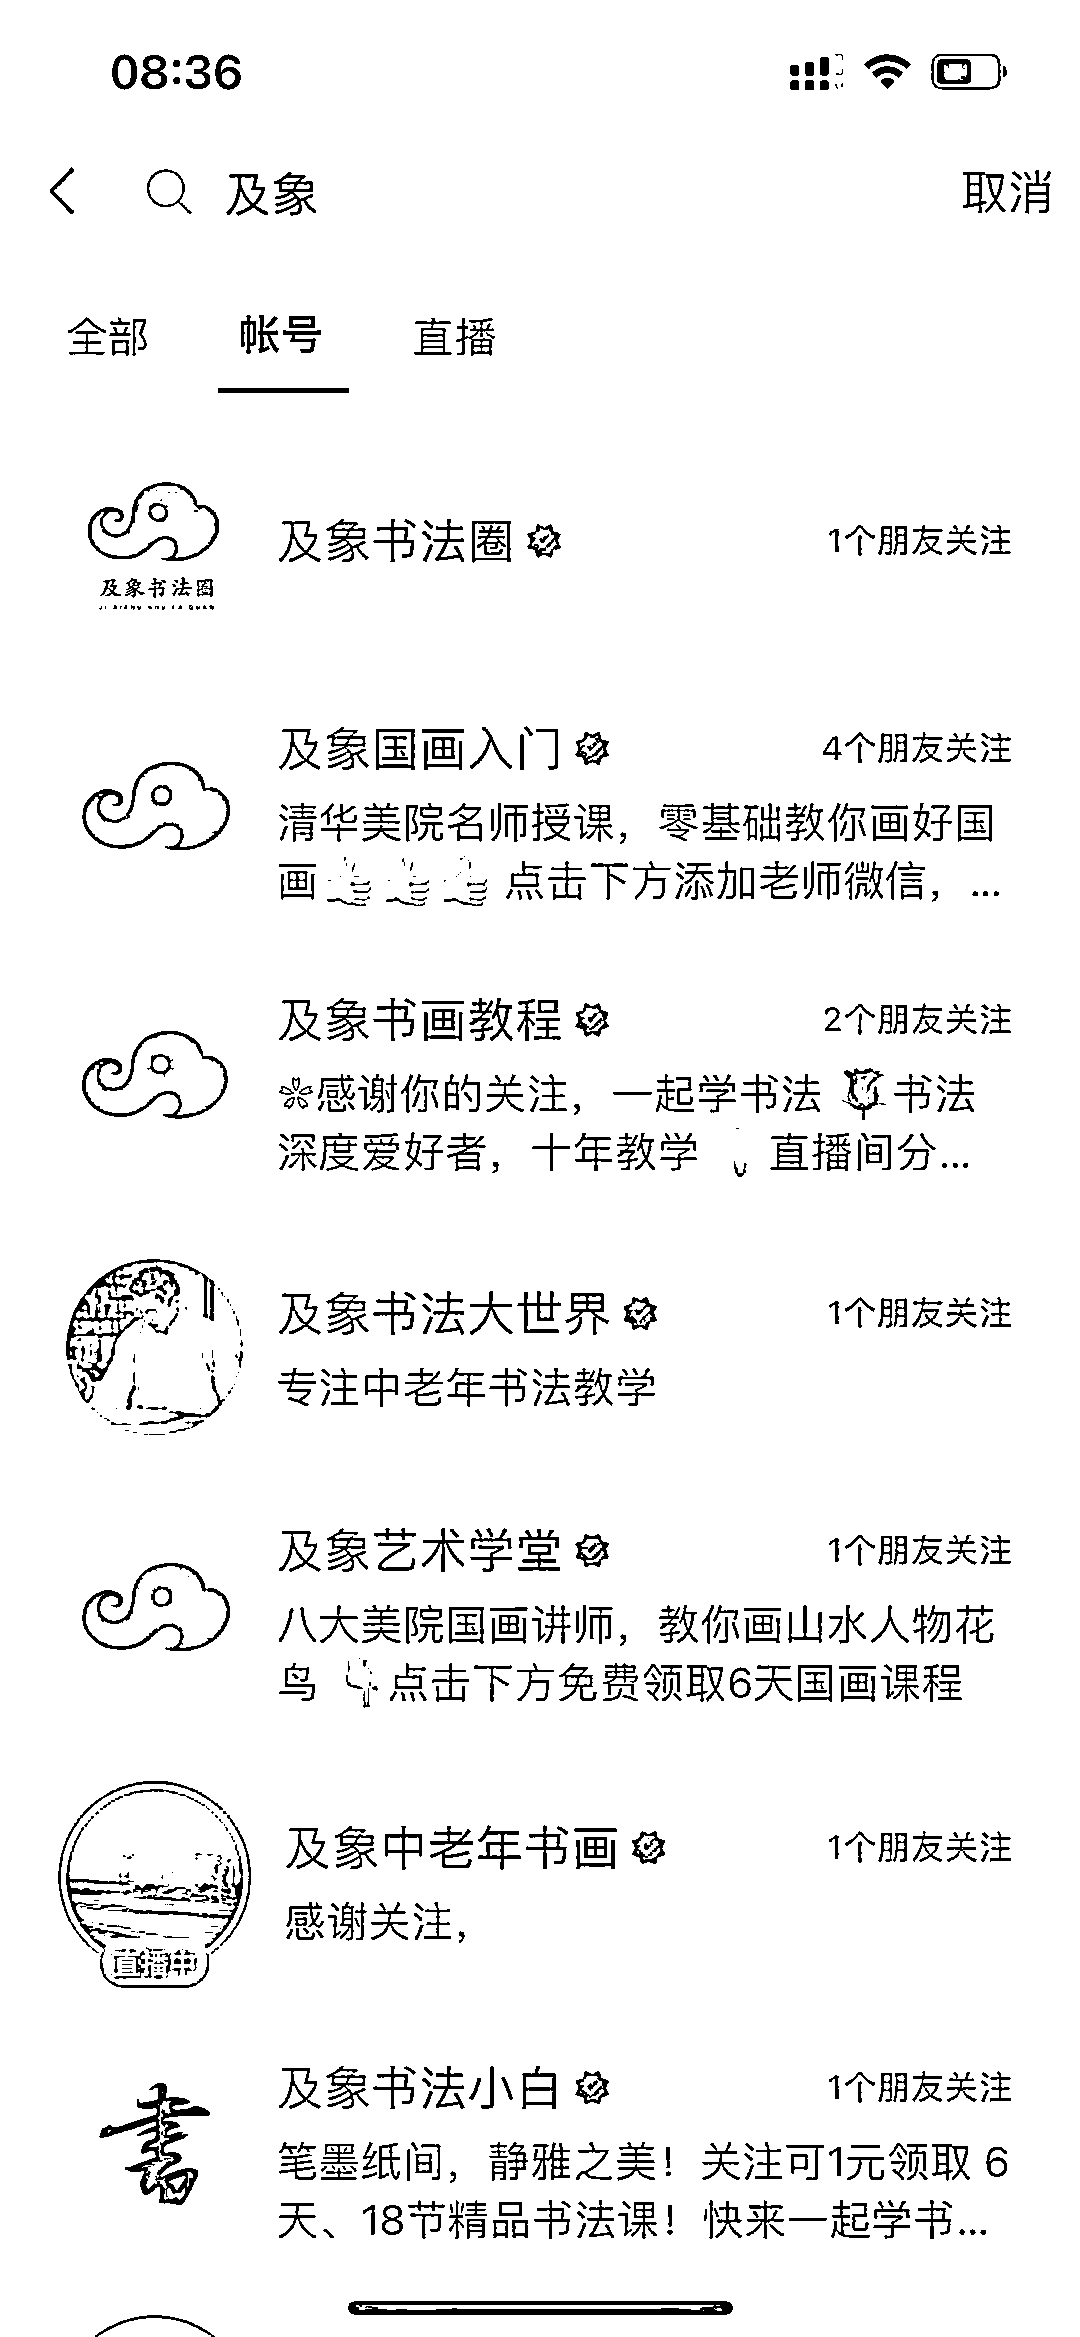 08:36
及象
取消
全部 帐号 直播
及象书法圈
及象书法圈 1个朋友关注
及象国画入门 4个朋友关注
清华美院名师授课，零基础教你画好国
画 点击下方添加老师微信，...
及象书画教程 2个朋友关注
感谢你的关注，一起学书法 书法
深度爱好者，十年教学 直播间分...
及象书法大世界 1个朋友关注
专注中老年书法教学
及象艺术学堂 1个朋友关注
八大美院国画讲师，教你画山水人物花
鸟 点击下方免费领取6天国画课程
及象中老年书画 1个朋友关注
感谢关注，
直播中
及象书法小白 1个朋友关注
書
笔墨纸间，静雅之美！关注可1元领取 6
天、18节精品书法课！快来一起学书...